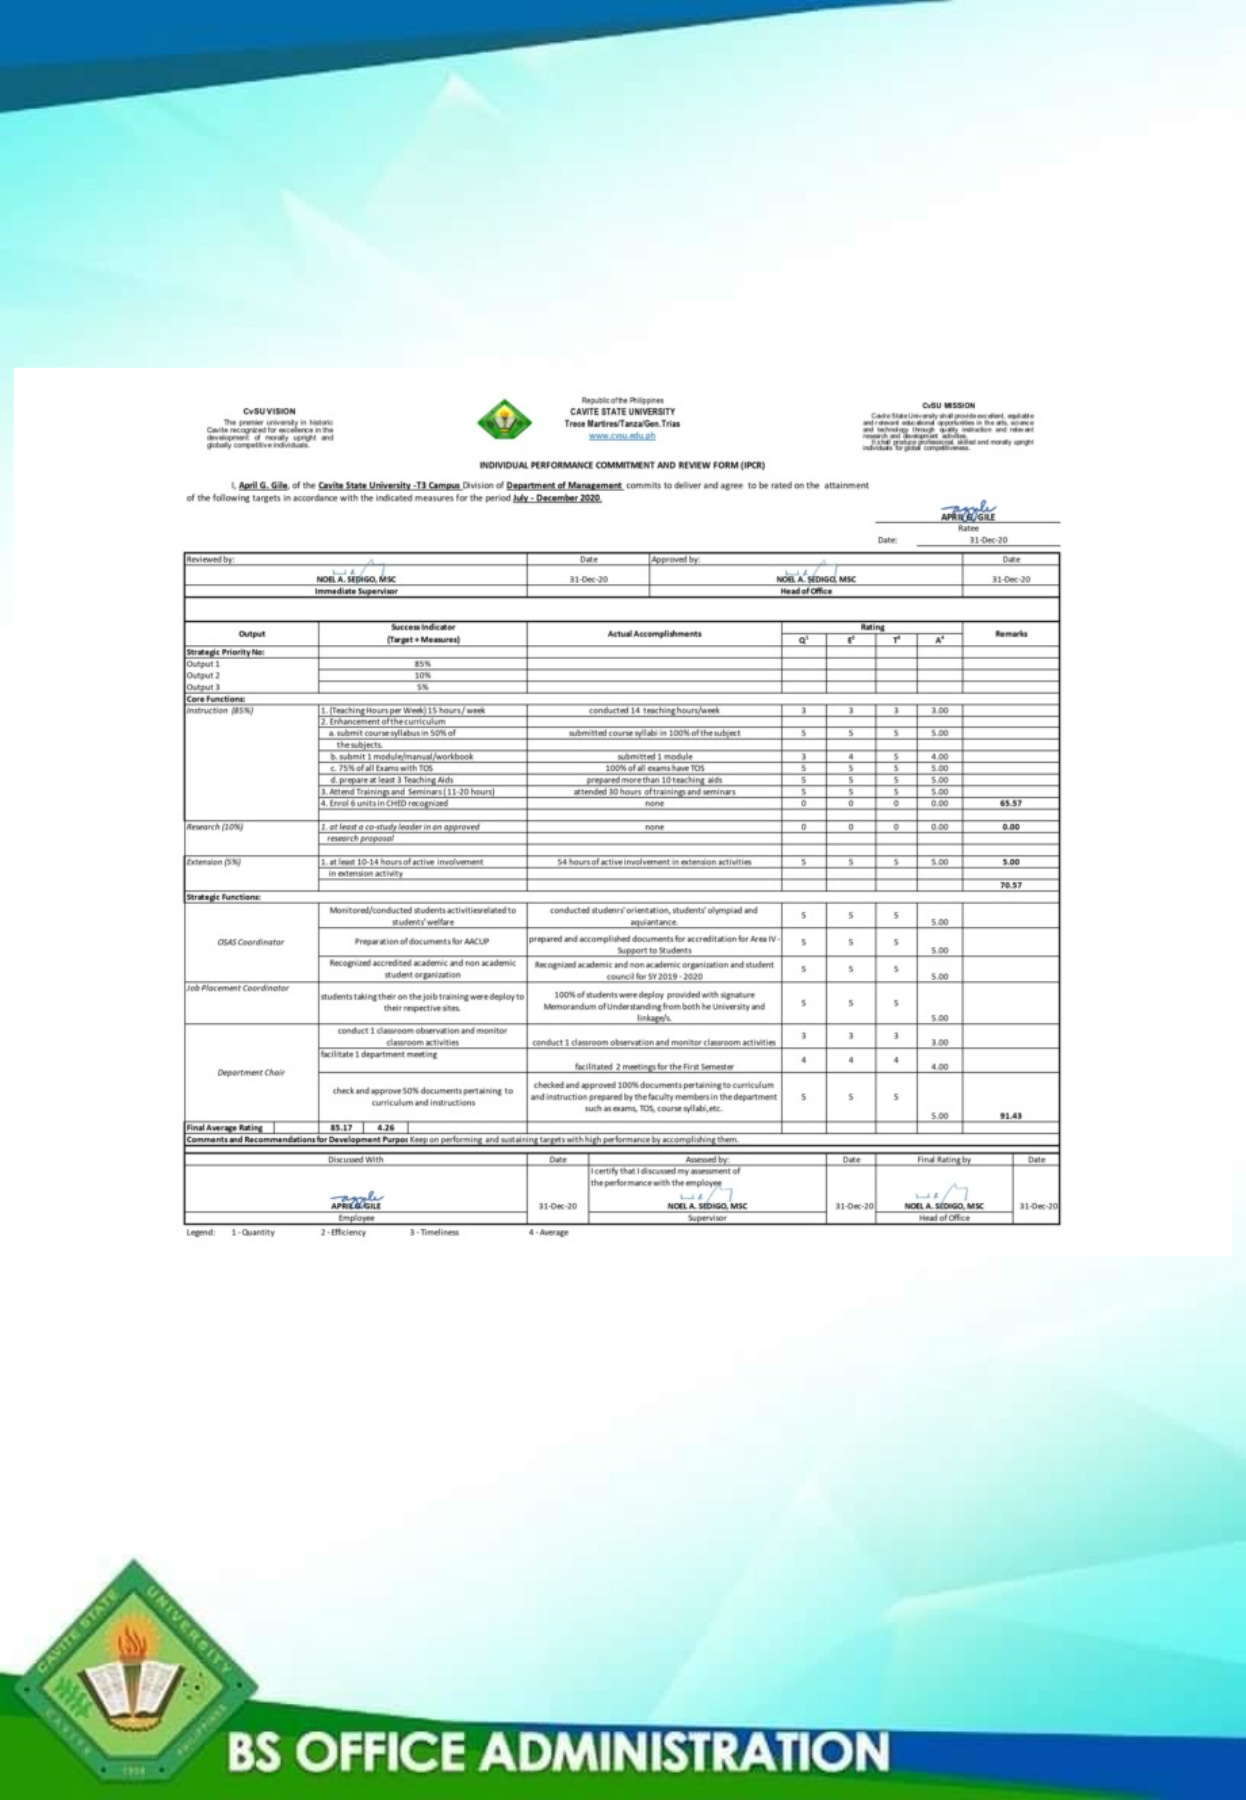 CvSU VISION
The premier university in historic
Cavite recognized for excellence in the
development of morally upright and
globally competitive individuals.
Republic of the Philippines
CAVITE STATE UNIVERSITY
Trece Martires/Tanza/Gen.Trias
www.cvsu.edu.ph
CvSU MISSION
Cavite State University shall provide excellent, equitable
and relevant educational opportunities in the arts, science
and technology through quality instruction and relevant
research and development activities.
It shall produce professional, skilled and morally upright
individuals for global competitiveness.
INDIVIDUAL PERFORMANCE COMMITMENT AND REVIEW FORM (IPCR)
I, April G. Gile, of the Cavite State University -T3 Campus Division of Department of Management commits to deliver and agree to be rated on the attainment
of the following targets in accordance with the indicated measures for the period July - December 2020.
APRIL G. GILE
Ratee
Date: 31-Dec-20
Reviewed by: Date Approved by: Date
NOEL A. SEDIGO, MSC 31-Dec-20 NOEL A. SEDIGO, MSC 31-Dec-20
Immediate Supervisor Head of Office
Output Success Indicator (Target + Measures) Actual Accomplishments Rating Remarks
Q¹ E² T³ A⁴
Strategic Priority No:
Output 1 85%
Output 2 10%
Output 3 5%
Core Functions:
Instruction (85%) 1. (Teaching Hours per Week) 15 hours/ week conducted 14 teaching hours/week 3 3 3 3.00
2. Enhancement of the curriculum
a. submit course syllabus in 50% of submitted course syllabi in 100% of the subject 5 5 5 5.00
the subjects.
b. submit 1 module/manual/workbook submitted 1 module 3 4 5 4.00
c. 75% of all Exams with TOS 100% of all exams have TOS 5 5 5 5.00
d. prepare at least 3 Teaching Aids prepared more than 10 teaching aids 5 5 5 5.00
3. Attend Trainings and Seminars (11-20 hours) attended 30 hours of trainings and seminars 5 5 5 5.00
4. Enrol 6 units in CHED recognized none 0 0 0 0.00 65.57
Research (10%) 1. at least a co-study leader in an approved none 0 0 0 0.00 0.00
research proposal
Extension (5%) 1. at least 10-14 hours of active involvement 54 hours of active involvement in extension activities 5 5 5 5.00 5.00
in extension activity
70.57
Strategic Functions:
OSAS Coordinator
Monitored/conducted students activitiesrelated to
students' welfare
conducted studenrs' orientation, students' olympiad and
aquiantance.
5 5 5 5.00
Preparation of documents for AACUP
prepared and accomplished documents for accreditation for Area IV-
Support to Students
5 5 5 5.00
Recognized accredited academic and non academic
student organization
Recognized academic and non academic organization and student
council for SY 2019 - 2020
5 5 5 5.00
Job Placement Coordinator
students taking their on the joib training were deploy to
their respective sites.
100% of students were deploy provided with signature
Memorandum of Understanding from both he University and
linkage/s.
5 5 5 5.00
Department Chair
conduct 1 classroom observation and monitor
classroom activities
conduct 1 classroom observation and monitor classroom activities
3 3 3 3.00
facilitate 1 department meeting
facilitated 2 meetings for the First Semester
4 4 4 4.00
check and approve 50% documents pertaining to
curriculum and instructions
checked and approved 100% documents pertaining to curriculum
and instruction prepared by the faculty members in the department
such as exams, TOS, course syllabi,etc.
5 5 5 5.00 91.43
Final Average Rating 85.17 4.26
Comments and Recommendations for Development Purpos Keep on performing and sustaining targets with high performance by accomplishing them.
Discussed With Date Assessed by: Date Final Rating by Date
I certify that I discussed my assessment of
the performance with the employee
APRIL G. GILE 31-Dec-20 NOEL A. SEDIGO, MSC 31-Dec-20 NOEL A. SEDIGO, MSC 31-Dec-20
Employee Supervisor Head of Office
Legend: 1 - Quantity 2 - Efficiency 3 - Timeliness 4 - Average
CAVITE STATE UNIVERSITY
CAVITE PHILIPPINES
1906
BS OFFICE ADMINISTRATION